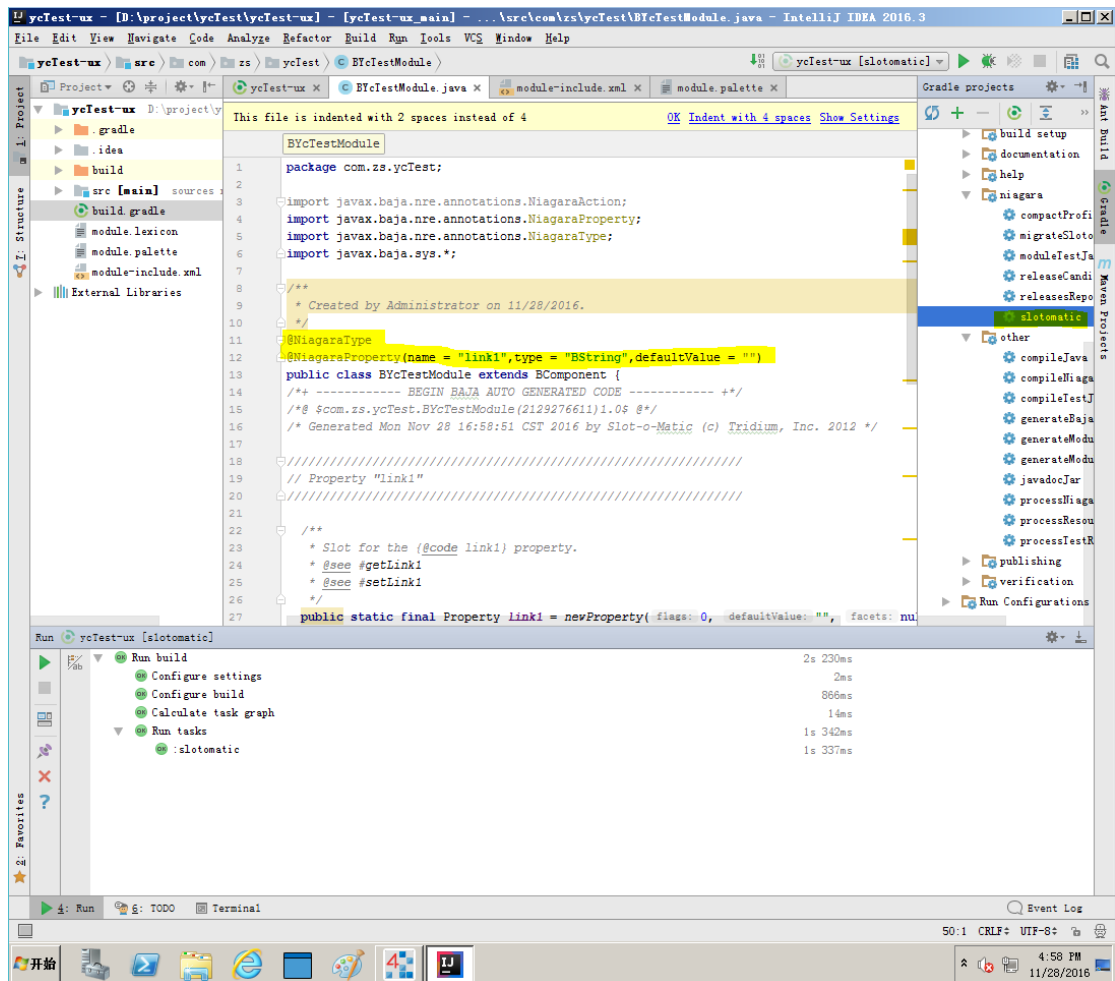 ycTest-ux - [D:\project\ycTest\ycTest-ux] - [ycTest-ux_main] - ...\src\com\zs\ycTest\BYcTestModule.java - IntelliJ IDEA 2016.3
File Edit View Navigate Code Analyze Refactor Build Run Tools VCS Window Help
ycTest-ux src com zs ycTest BYcTestModule ycTest-ux [slotomatic]
Project ycTest-ux BYcTestModule.java module-include.xml module.palette Gradle projects
1: Project
7: Structure
2: Favorites
ycTest-ux D:\project\y
.gradle
.idea
build
src [main] sources
build.gradle
module.lexicon
module.palette
module-include.xml
External Libraries
This file is indented with 2 spaces instead of 4 OK Indent with 4 spaces Show Settings
BYcTestModule
1 package com.zs.ycTest;
2
3 import javax.baja.nre.annotations.NiagaraAction;
4 import javax.baja.nre.annotations.NiagaraProperty;
5 import javax.baja.nre.annotations.NiagaraType;
6 import javax.baja.sys.*;
7
8 /**
9 * Created by Administrator on 11/28/2016.
10 */
11 @NiagaraType
12 @NiagaraProperty(name = "link1",type = "BString",defaultValue = "")
13 public class BYcTestModule extends BComponent {
14 /*+ ------------ BEGIN BAJA AUTO GENERATED CODE ------------ +*/
15 /*@ $com.zs.ycTest.BYcTestModule(2129276611)1.0$ @*/
16 /* Generated Mon Nov 28 16:58:51 CST 2016 by Slot-o-Matic (c) Tridium, Inc. 2012 */
17
18 ////////////////////////////////////////////////////////////////
19 // Property "link1"
20 ////////////////////////////////////////////////////////////////
21
22 /**
23 * Slot for the {@code link1} property.
24 * @see #getLink1
25 * @see #setLink1
26 */
27 public static final Property link1 = newProperty( flags: 0, defaultValue: "", facets: nul
build setup
documentation
help
niagara
compactProfi
migrateSloto
moduleTestJa
releaseCandi
releasesRepo
slotomatic
other
compileJava
compileNiaga
compileTestJ
generateBaja
generateModu
generateModu
javadocJar
processNiaga
processResou
processTestR
publishing
verification
Run Configurations
Ant Build
Gradle
Maven Projects
Run ycTest-ux [slotomatic]
Run build 2s 230ms
Configure settings 2ms
Configure build 866ms
Calculate task graph 14ms
Run tasks 1s 342ms
:slotomatic 1s 337ms
4: Run 6: TODO Terminal Event Log
50:1 CRLF UTF-8
开始
4:58 PM
11/28/2016